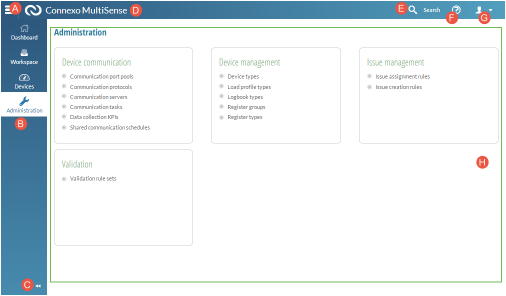 A
Connexo MultiSense
D
E
Search
F
G
Dashboard
Workspace
Devices
Administration
B
C
Administration
Device communication
Communication port pools
Communication protocols
Communication servers
Communication tasks
Data collection KPIs
Shared communication schedules
Device management
Device types
Load profile types
Logbook types
Register groups
Register types
Issue management
Issue assignment rules
Issue creation rules
Validation
Validation rule sets
H